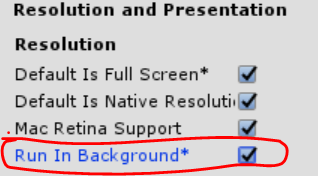 Resolution and Presentation
Resolution
Default Is Full Screen*
Default Is Native Resoluti
Mac Retina Support
Run In Background*